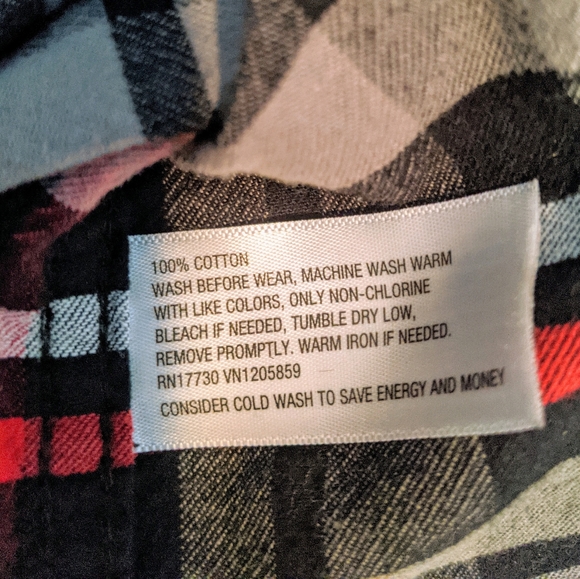 100% COTTON
WASH BEFORE WEAR, MACHINE WASH WARM
WITH LIKE COLORS, ONLY NON-CHLORINE
BLEACH IF NEEDED, TUMBLE DRY LOW,
REMOVE PROMPTLY. WARM IRON IF NEEDED.
RN17730 VN1205859
CONSIDER COLD WASH TO SAVE ENERGY AND MONEY